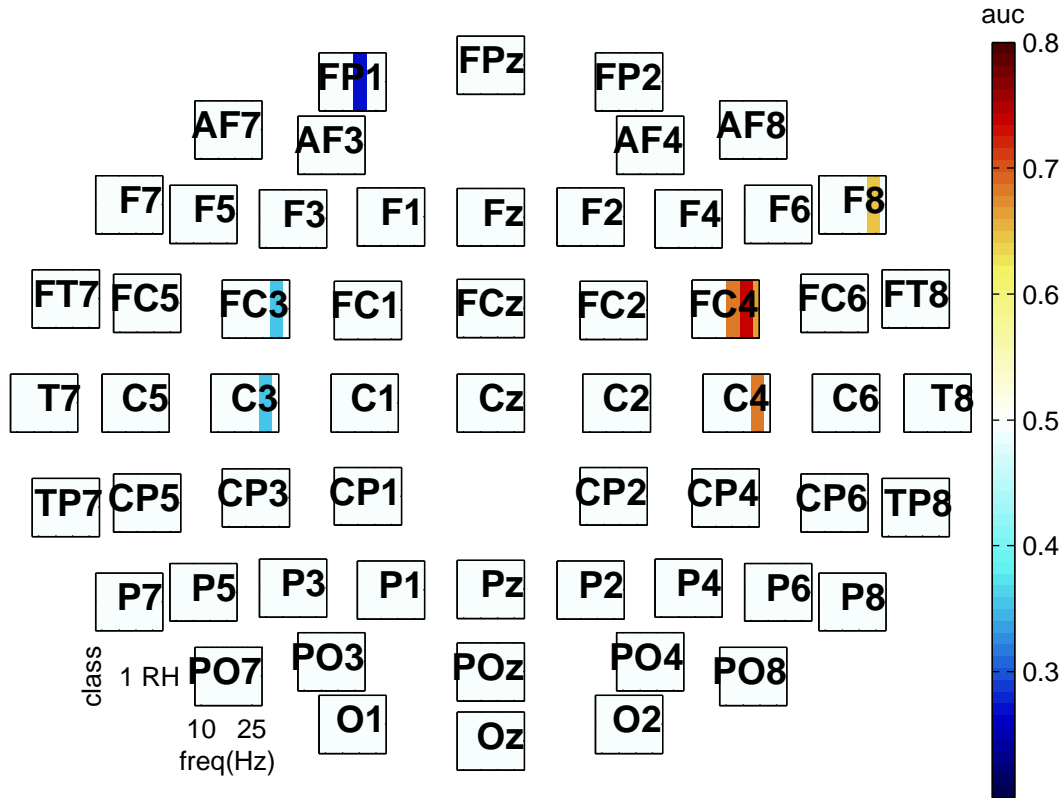 auc
0.8
FPz
FP1
FP2
AF7
AF8
AF3
AF4
F7
F5
F3
F1
Fz
F2
F4
F6
F8
0.7
0.6
FT7
FC5
FC3
FC1
FCz
FC2
FC4
FC6
FT8
T7
C5
C3
C1
Cz
C2
C4
C6
T8
0.5
TP7
CP5
CP3
CP1
CP2
CP4
CP6
TP8
0.4
P7
P5
P3
P1
Pz
P2
P4
P6
P8
class
1 RH
PO7
PO3
POz
PO4
PO8
0.3
10 25
freq(Hz)
O1
Oz
O2